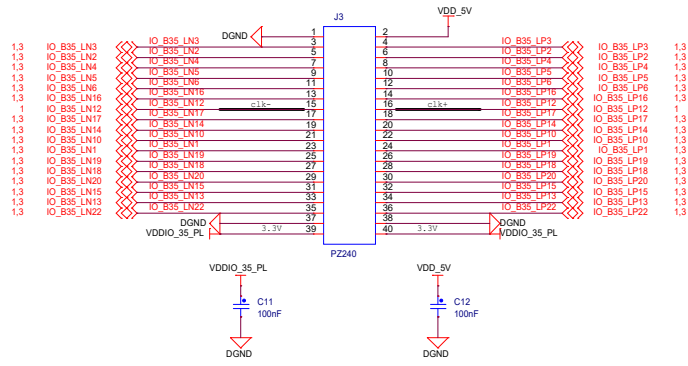 J3
VDD_5V
DGND 1 2
1,3 IO_B35_LN3 IO_B35_LN3 3 4 IO_B35_LP3 IO_B35_LP3 1,3
1,3 IO_B35_LN2 IO_B35_LN2 5 6 IO_B35_LP2 IO_B35_LP2 1,3
1,3 IO_B35_LN4 IO_B35_LN4 7 8 IO_B35_LP4 IO_B35_LP4 1,3
1,3 IO_B35_LN5 IO_B35_LN5 9 10 IO_B35_LP5 IO_B35_LP5 1,3
1,3 IO_B35_LN6 IO_B35_LN6 11 12 IO_B35_LP6 IO_B35_LP6 1,3
1,3 IO_B35_LN16 IO_B35_LN16 13 14 IO_B35_LP16 IO_B35_LP16 1,3
1 IO_B35_LN12 IO_B35_LN12 clk- 15 16 clk+ IO_B35_LP12 IO_B35_LP12 1
1,3 IO_B35_LN17 IO_B35_LN17 17 18 IO_B35_LP17 IO_B35_LP17 1,3
1,3 IO_B35_LN14 IO_B35_LN14 19 20 IO_B35_LP14 IO_B35_LP14 1,3
1,3 IO_B35_LN10 IO_B35_LN10 21 22 IO_B35_LP10 IO_B35_LP10 1,3
1,3 IO_B35_LN1 IO_B35_LN1 23 24 IO_B35_LP1 IO_B35_LP1 1,3
1,3 IO_B35_LN19 IO_B35_LN19 25 26 IO_B35_LP19 IO_B35_LP19 1,3
1,3 IO_B35_LN18 IO_B35_LN18 27 28 IO_B35_LP18 IO_B35_LP18 1,3
1,3 IO_B35_LN20 IO_B35_LN20 29 30 IO_B35_LP20 IO_B35_LP20 1,3
1,3 IO_B35_LN15 IO_B35_LN15 31 32 IO_B35_LP15 IO_B35_LP15 1,3
1,3 IO_B35_LN13 IO_B35_LN13 33 34 IO_B35_LP13 IO_B35_LP13 1,3
1,3 IO_B35_LN22 IO_B35_LN22 35 36 IO_B35_LP22 IO_B35_LP22 1,3
DGND 37 38 DGND
VDDIO_35_PL 3.3V 39 40 3.3V VDDIO_35_PL
PZ240
VDDIO_35_PL VDD_5V
C11 C12
100nF 100nF
DGND DGND